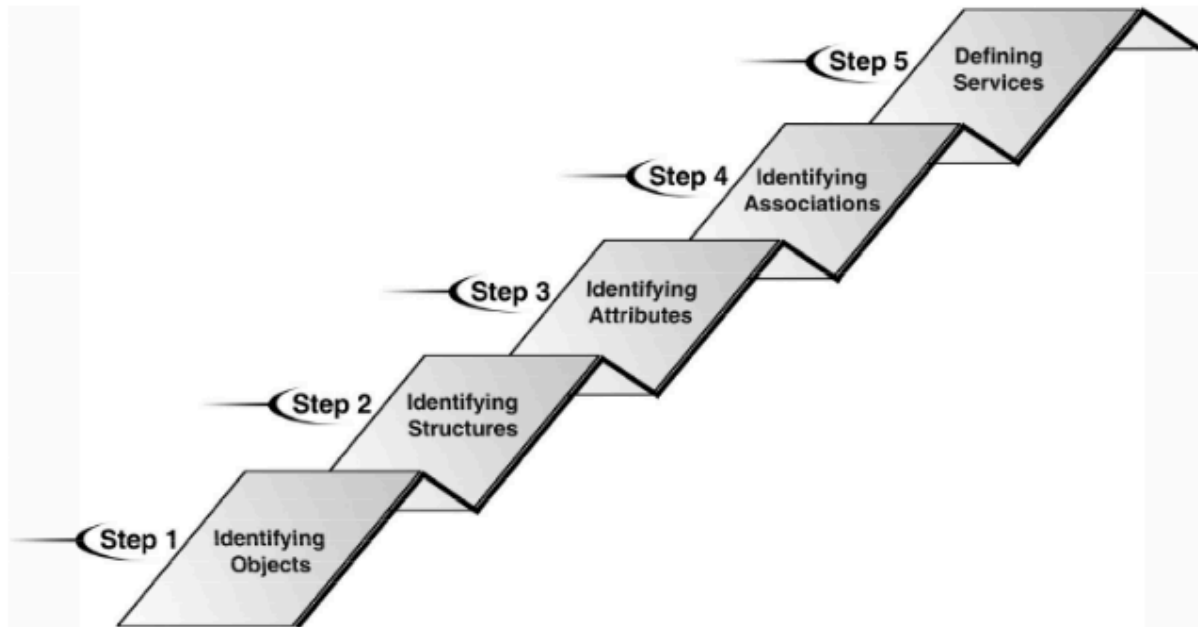 Step 5
Defining
Services
Step 4
Identifying
Associations
Step 3
Identifying
Attributes
Step 2
Identifying
Structures
Step 1
Identifying
Objects